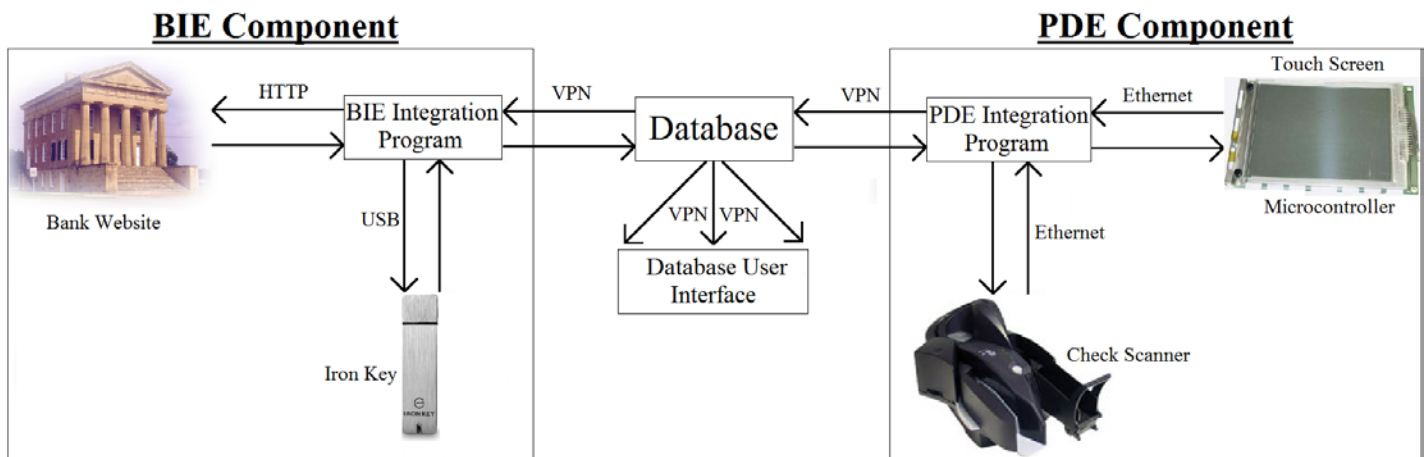 BIE Component
PDE Component
HTTP
BIE Integration
Program
VPN
Database
VPN
PDE Integration
Program
Ethernet
Touch Screen
Microcontroller
Bank Website
USB
VPN VPN
Database User
Interface
Ethernet
Iron Key
IRONKEY
Check Scanner